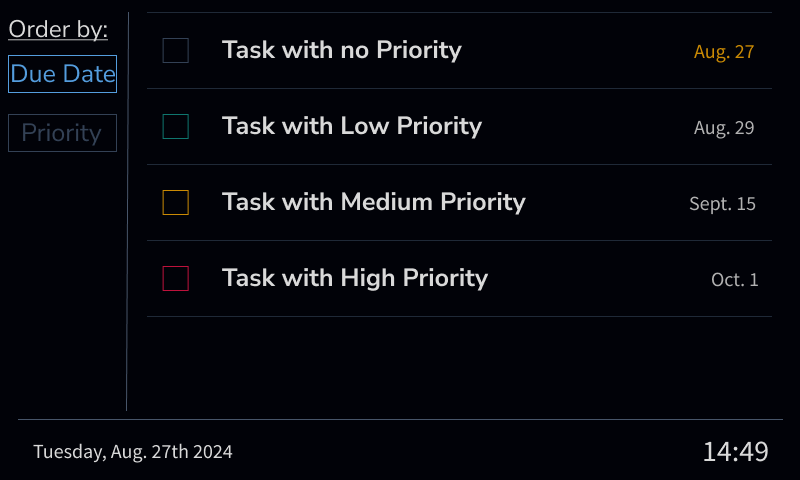 Order by:
Due Date
Priority
Task with no Priority Aug. 27
Task with Low Priority Aug. 29
Task with Medium Priority Sept. 15
Task with High Priority Oct. 1
Tuesday, Aug. 27th 2024 14:49